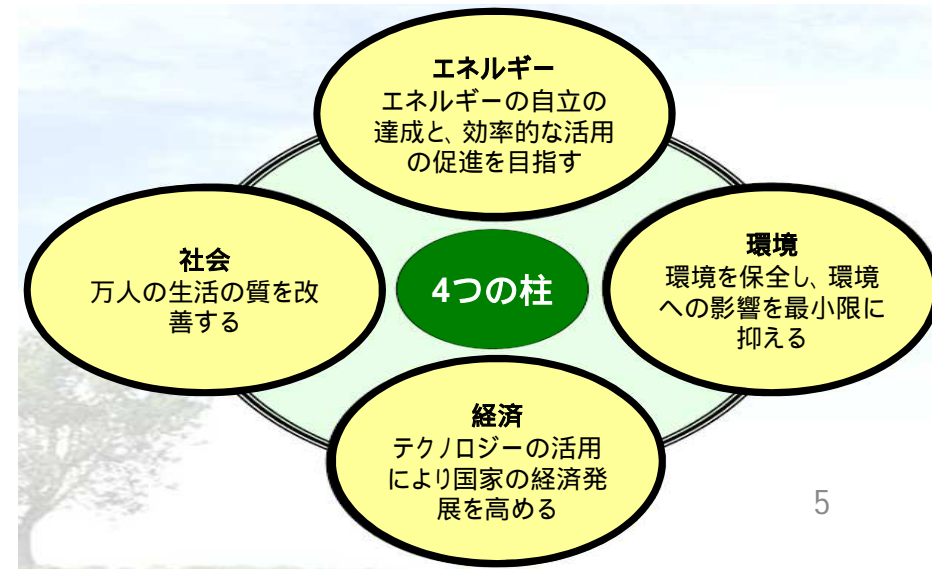 エネルギー
エネルギーの自立の
達成と、効率的な活用
の促進を目指す
社会
万人の生活の質を改
善する
4つの柱
環境
環境を保全し、環境
への影響を最小限に
抑える
経済
テクノロジーの活用
により国家の経済発
展を高める
5